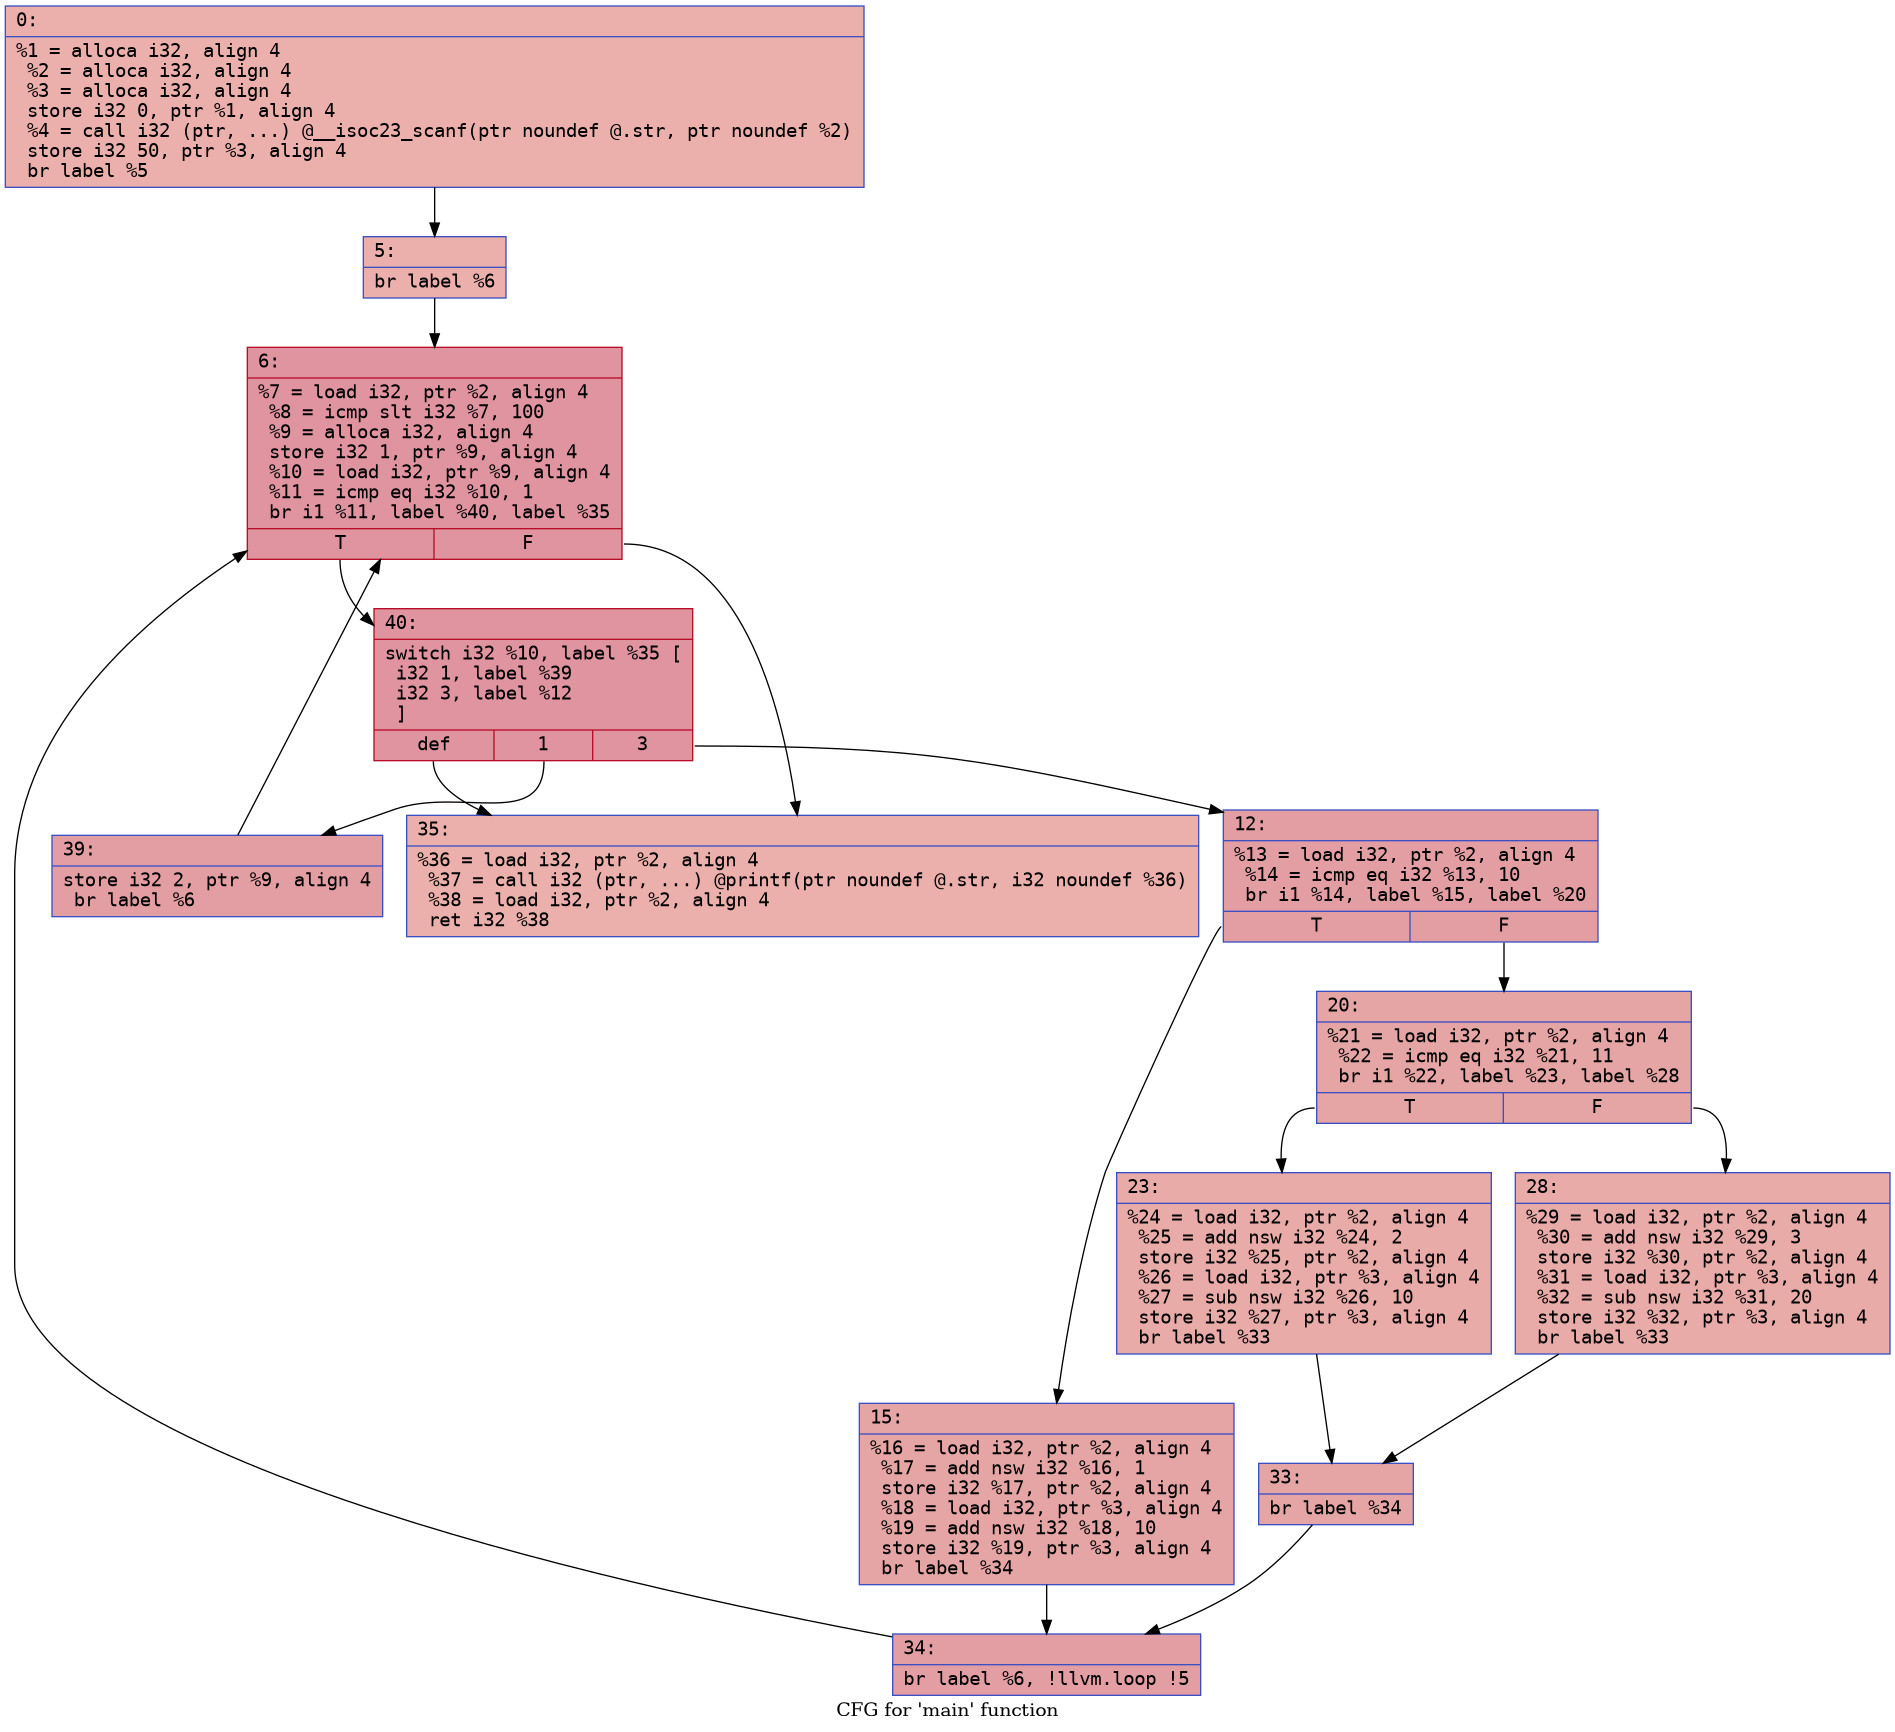 0:
%1 = alloca i32, align 4
%2 = alloca i32, align 4
%3 = alloca i32, align 4
store i32 0, ptr %1, align 4
%4 = call i32 (ptr, ...) @__isoc23_scanf(ptr noundef @.str, ptr noundef %2)
store i32 50, ptr %3, align 4
br label %5
5:
br label %6
6:
%7 = load i32, ptr %2, align 4
%8 = icmp slt i32 %7, 100
%9 = alloca i32, align 4
store i32 1, ptr %9, align 4
%10 = load i32, ptr %9, align 4
%11 = icmp eq i32 %10, 1
br i1 %11, label %40, label %35
T F
40:
switch i32 %10, label %35 [
i32 1, label %39
i32 3, label %12
]
def 1 3
39:
store i32 2, ptr %9, align 4
br label %6
35:
%36 = load i32, ptr %2, align 4
%37 = call i32 (ptr, ...) @printf(ptr noundef @.str, i32 noundef %36)
%38 = load i32, ptr %2, align 4
ret i32 %38
12:
%13 = load i32, ptr %2, align 4
%14 = icmp eq i32 %13, 10
br i1 %14, label %15, label %20
T F
20:
%21 = load i32, ptr %2, align 4
%22 = icmp eq i32 %21, 11
br i1 %22, label %23, label %28
T F
23:
%24 = load i32, ptr %2, align 4
%25 = add nsw i32 %24, 2
store i32 %25, ptr %2, align 4
%26 = load i32, ptr %3, align 4
%27 = sub nsw i32 %26, 10
store i32 %27, ptr %3, align 4
br label %33
28:
%29 = load i32, ptr %2, align 4
%30 = add nsw i32 %29, 3
store i32 %30, ptr %2, align 4
%31 = load i32, ptr %3, align 4
%32 = sub nsw i32 %31, 20
store i32 %32, ptr %3, align 4
br label %33
15:
%16 = load i32, ptr %2, align 4
%17 = add nsw i32 %16, 1
store i32 %17, ptr %2, align 4
%18 = load i32, ptr %3, align 4
%19 = add nsw i32 %18, 10
store i32 %19, ptr %3, align 4
br label %34
33:
br label %34
34:
br label %6, !llvm.loop !5
CFG for 'main' function